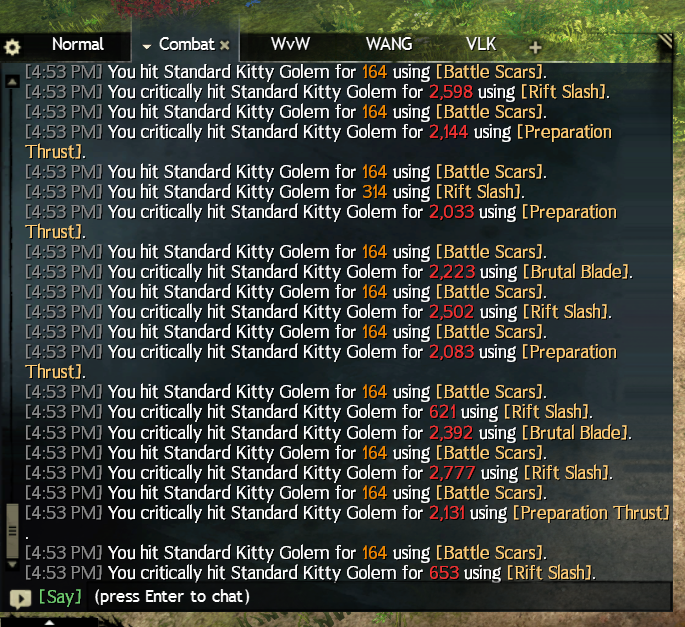 Normal Combat × WvW WANG VLK +
[4:53 PM] You hit Standard Kitty Golem for 164 using [Battle Scars].
[4:53 PM] You critically hit Standard Kitty Golem for 2,598 using [Rift Slash].
[4:53 PM] You hit Standard Kitty Golem for 164 using [Battle Scars].
[4:53 PM] You critically hit Standard Kitty Golem for 2,144 using [Preparation
Thrust].
[4:53 PM] You hit Standard Kitty Golem for 164 using [Battle Scars].
[4:53 PM] You hit Standard Kitty Golem for 314 using [Rift Slash].
[4:53 PM] You critically hit Standard Kitty Golem for 2,033 using [Preparation
Thrust].
[4:53 PM] You hit Standard Kitty Golem for 164 using [Battle Scars].
[4:53 PM] You critically hit Standard Kitty Golem for 2,223 using [Brutal Blade].
[4:53 PM] You hit Standard Kitty Golem for 164 using [Battle Scars].
[4:53 PM] You critically hit Standard Kitty Golem for 2,502 using [Rift Slash].
[4:53 PM] You hit Standard Kitty Golem for 164 using [Battle Scars].
[4:53 PM] You critically hit Standard Kitty Golem for 2,083 using [Preparation
Thrust].
[4:53 PM] You hit Standard Kitty Golem for 164 using [Battle Scars].
[4:53 PM] You critically hit Standard Kitty Golem for 621 using [Rift Slash].
[4:53 PM] You critically hit Standard Kitty Golem for 2,392 using [Brutal Blade].
[4:53 PM] You hit Standard Kitty Golem for 164 using [Battle Scars].
[4:53 PM] You critically hit Standard Kitty Golem for 2,777 using [Rift Slash].
[4:53 PM] You hit Standard Kitty Golem for 164 using [Battle Scars].
[4:53 PM] You critically hit Standard Kitty Golem for 2,131 using [Preparation Thrust]
.
[4:53 PM] You hit Standard Kitty Golem for 164 using [Battle Scars].
[4:53 PM] You critically hit Standard Kitty Golem for 653 using [Rift Slash].
[Say] (press Enter to chat)